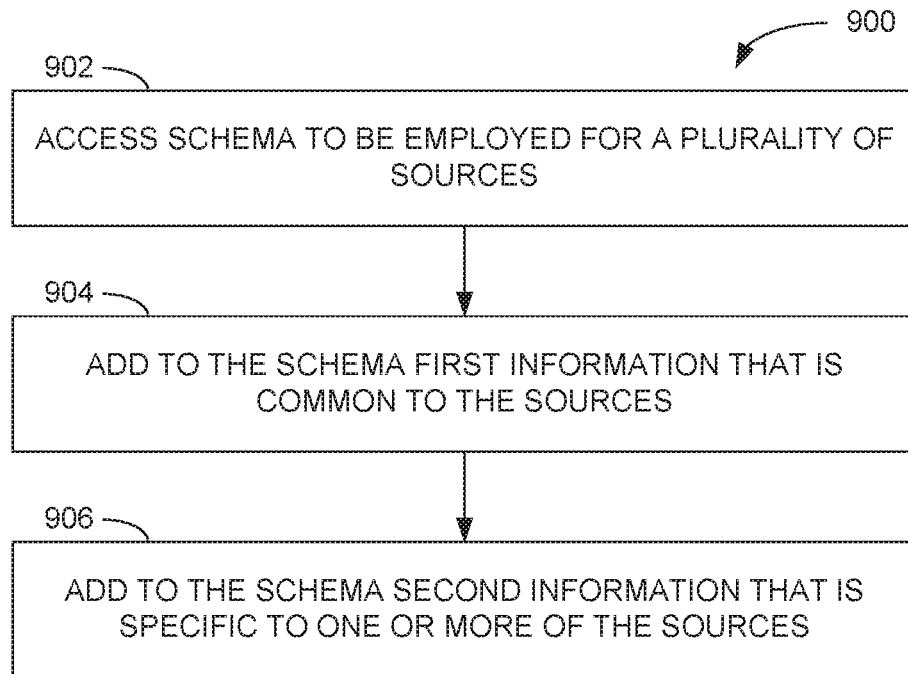 900
902
ACCESS SCHEMA TO BE EMPLOYED FOR A PLURALITY OF
SOURCES
904
ADD TO THE SCHEMA FIRST INFORMATION THAT IS
COMMON TO THE SOURCES
906
ADD TO THE SCHEMA SECOND INFORMATION THAT IS
SPECIFIC TO ONE OR MORE OF THE SOURCES